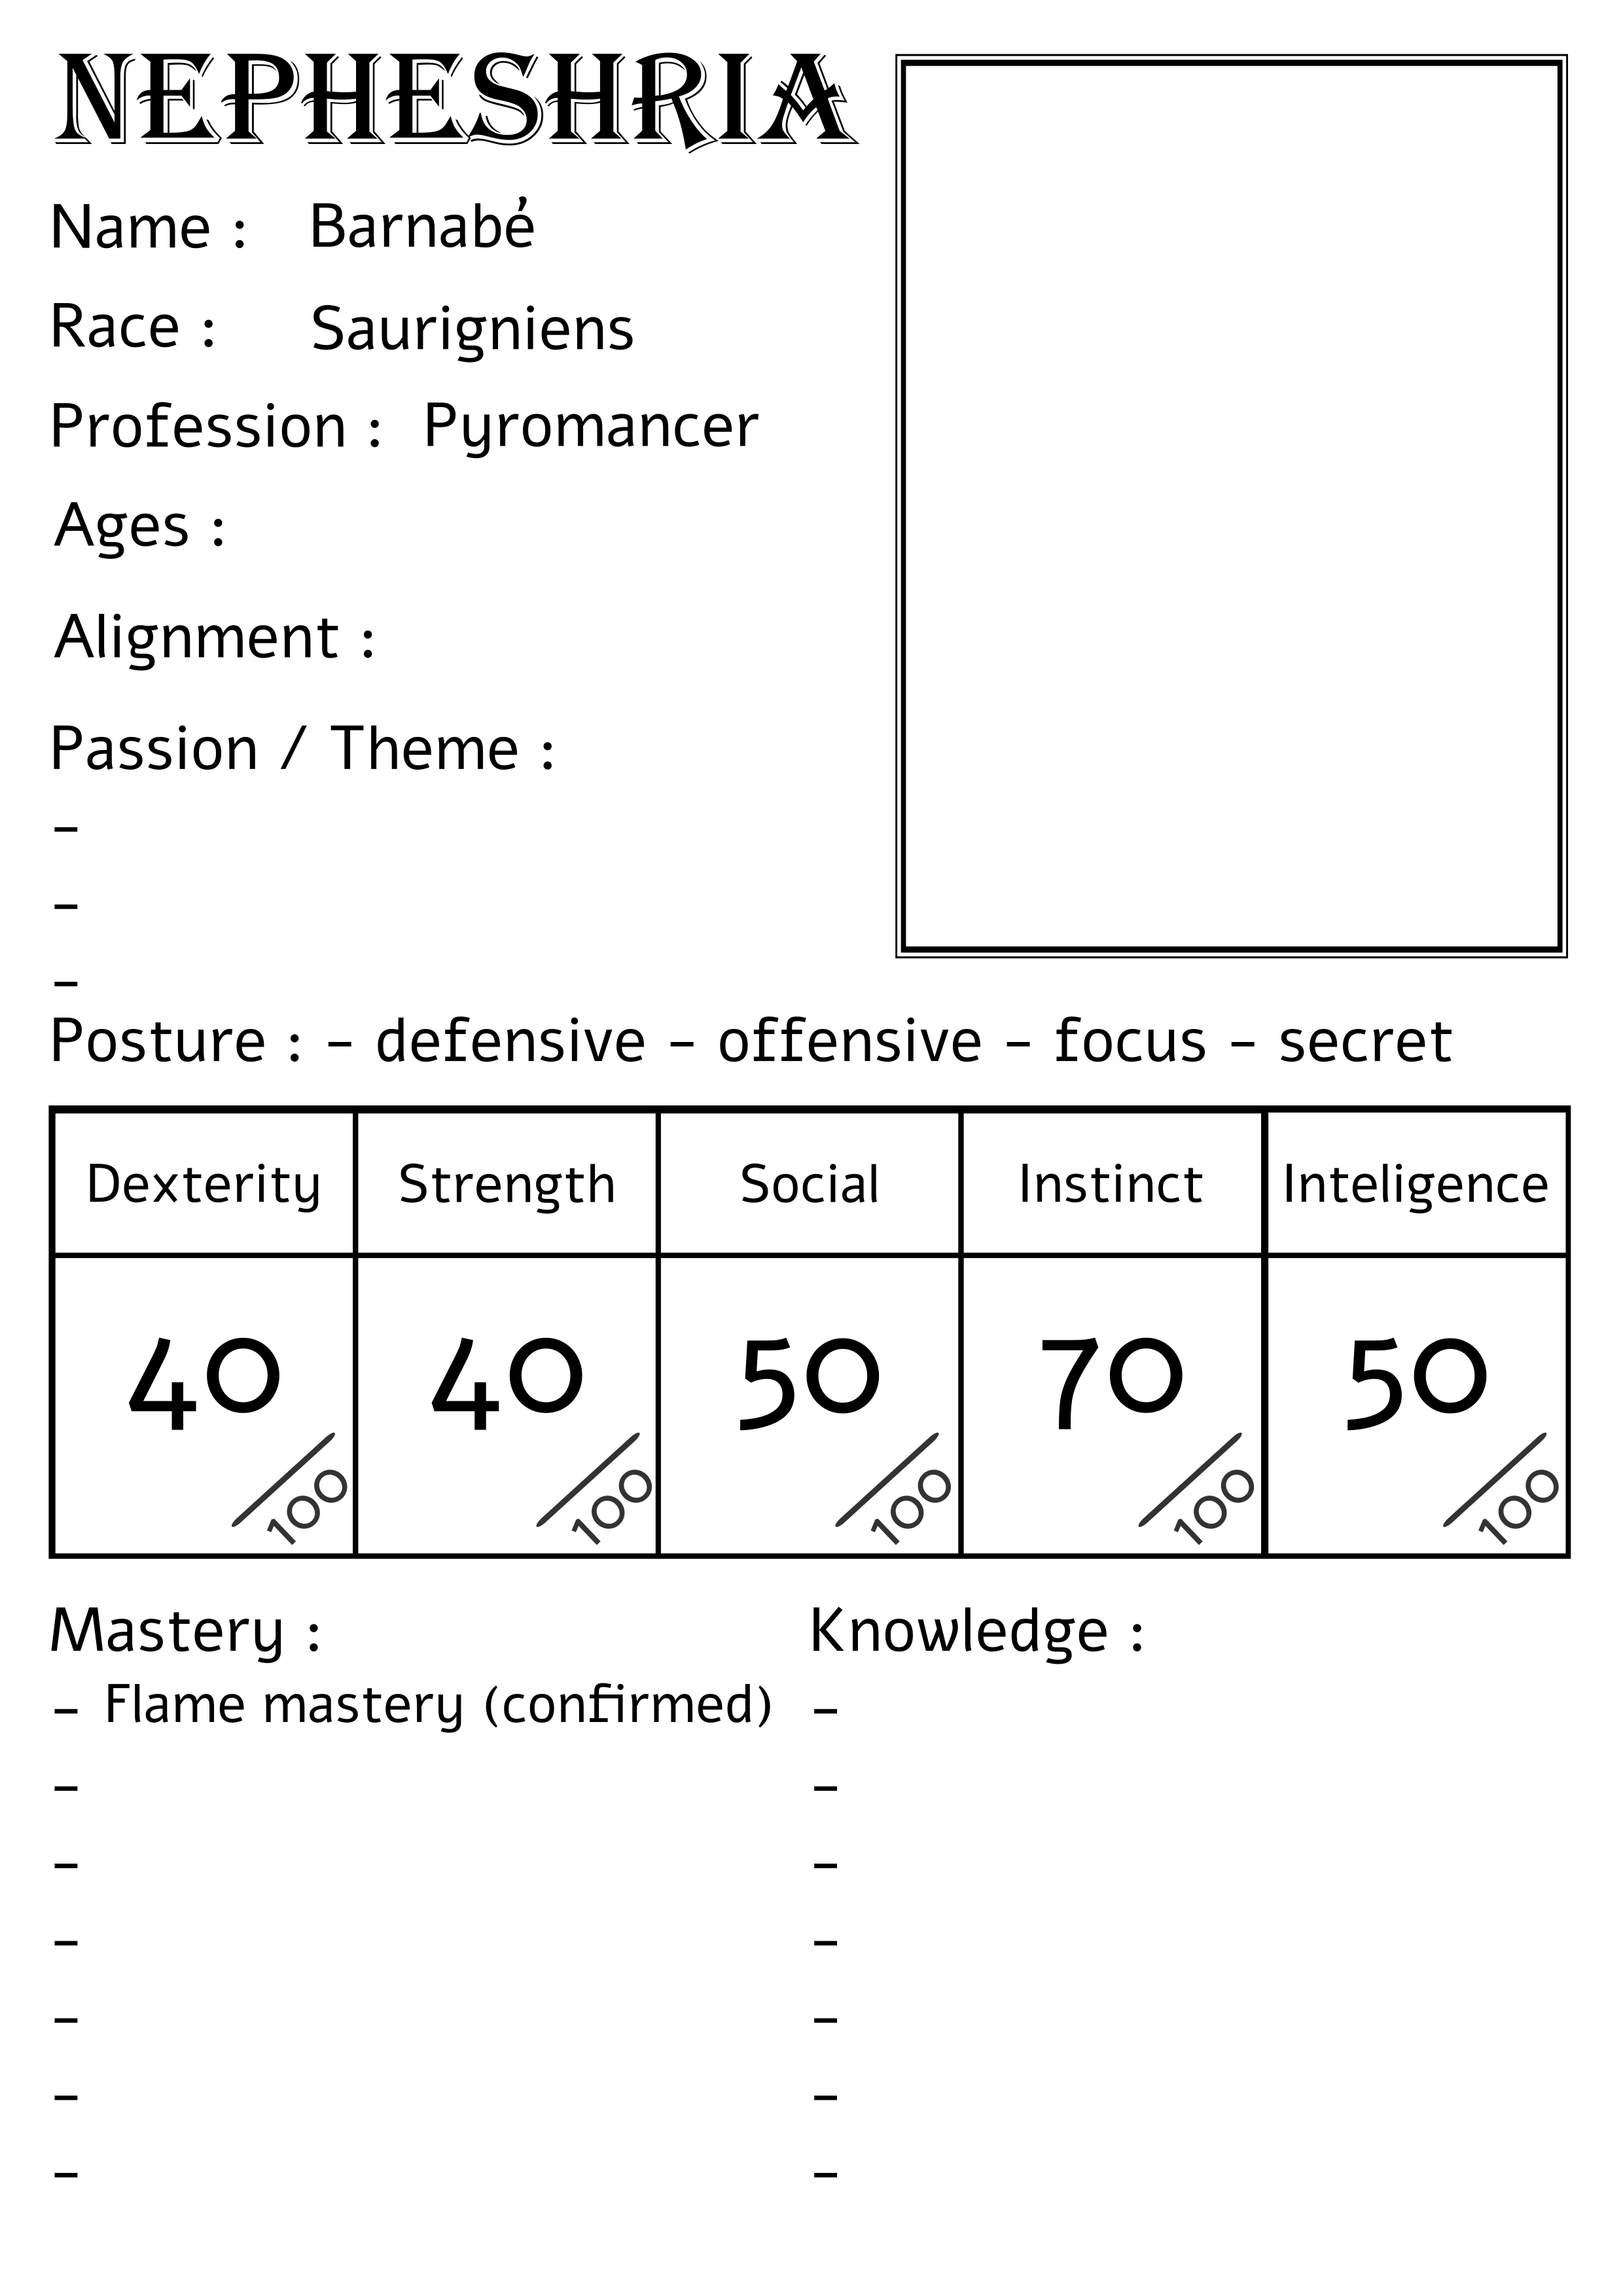 NEPHESHRIA
Name : Barnabé
Race : Saurigniens
Profession : Pyromancer
Ages :
Alignment :
Passion / Theme :
-
-
-
Posture : - defensive - offensive - focus - secret
Dexterity Strength Social Instinct Inteligence
40 /100 40 /100 50 /100 70 /100 50 /100
Mastery :
- Flame mastery (confirmed)
-
-
-
-
-
-
Knowledge :
-
-
-
-
-
-
-